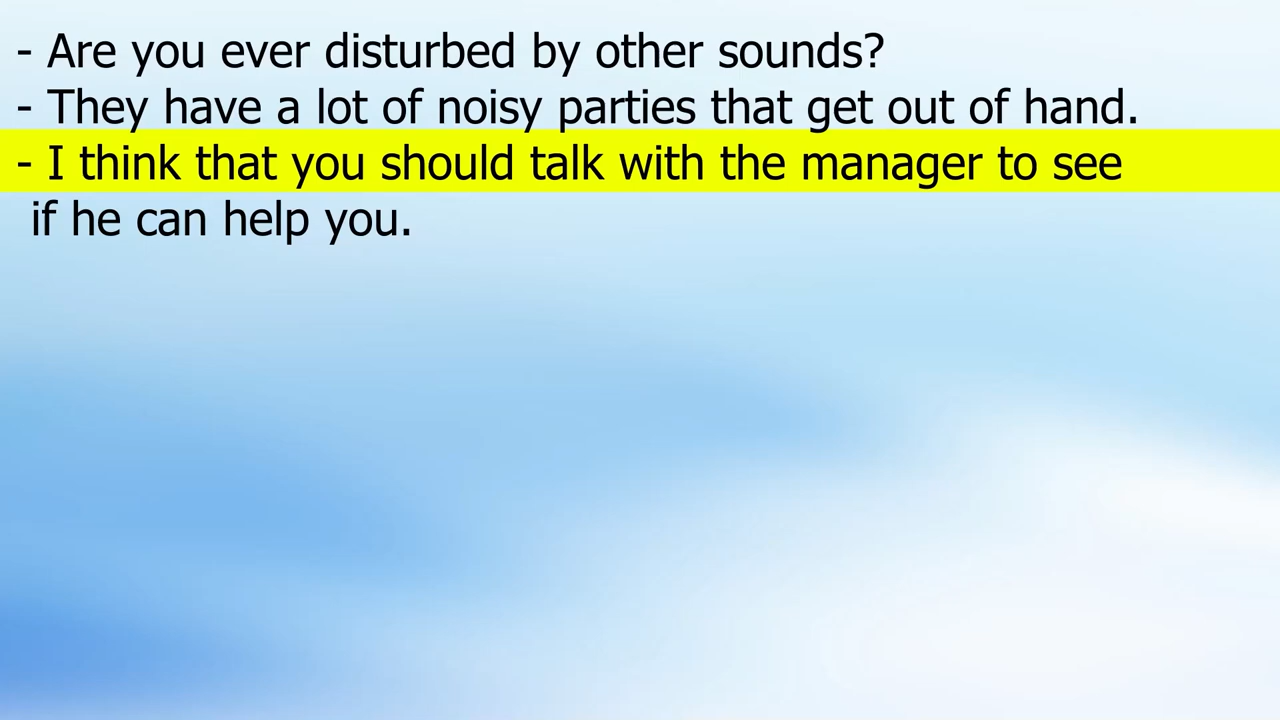 - Are you ever disturbed by other sounds?
- They have a lot of noisy parties that get out of hand.
- I think that you should talk with the manager to see
if he can help you.